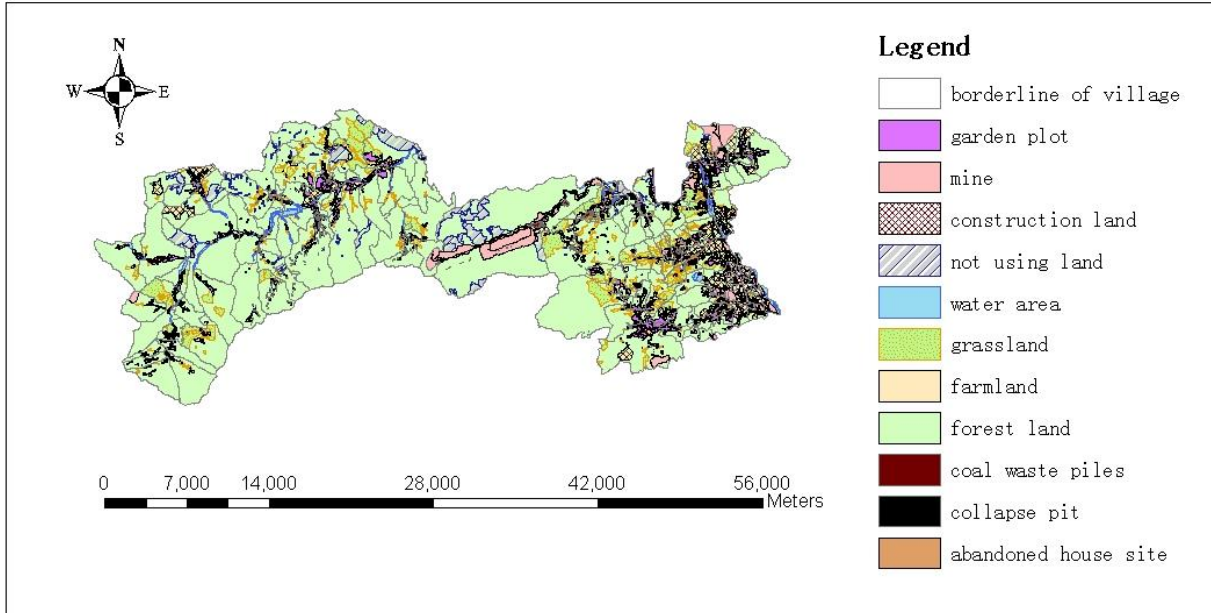 N
W E
S
Legend
borderline of village
garden plot
mine
construction land
not using land
water area
grassland
farmland
forest land
coal waste piles
collapse pit
abandoned house site
0 7,000 14,000 28,000 42,000 56,000
Meters